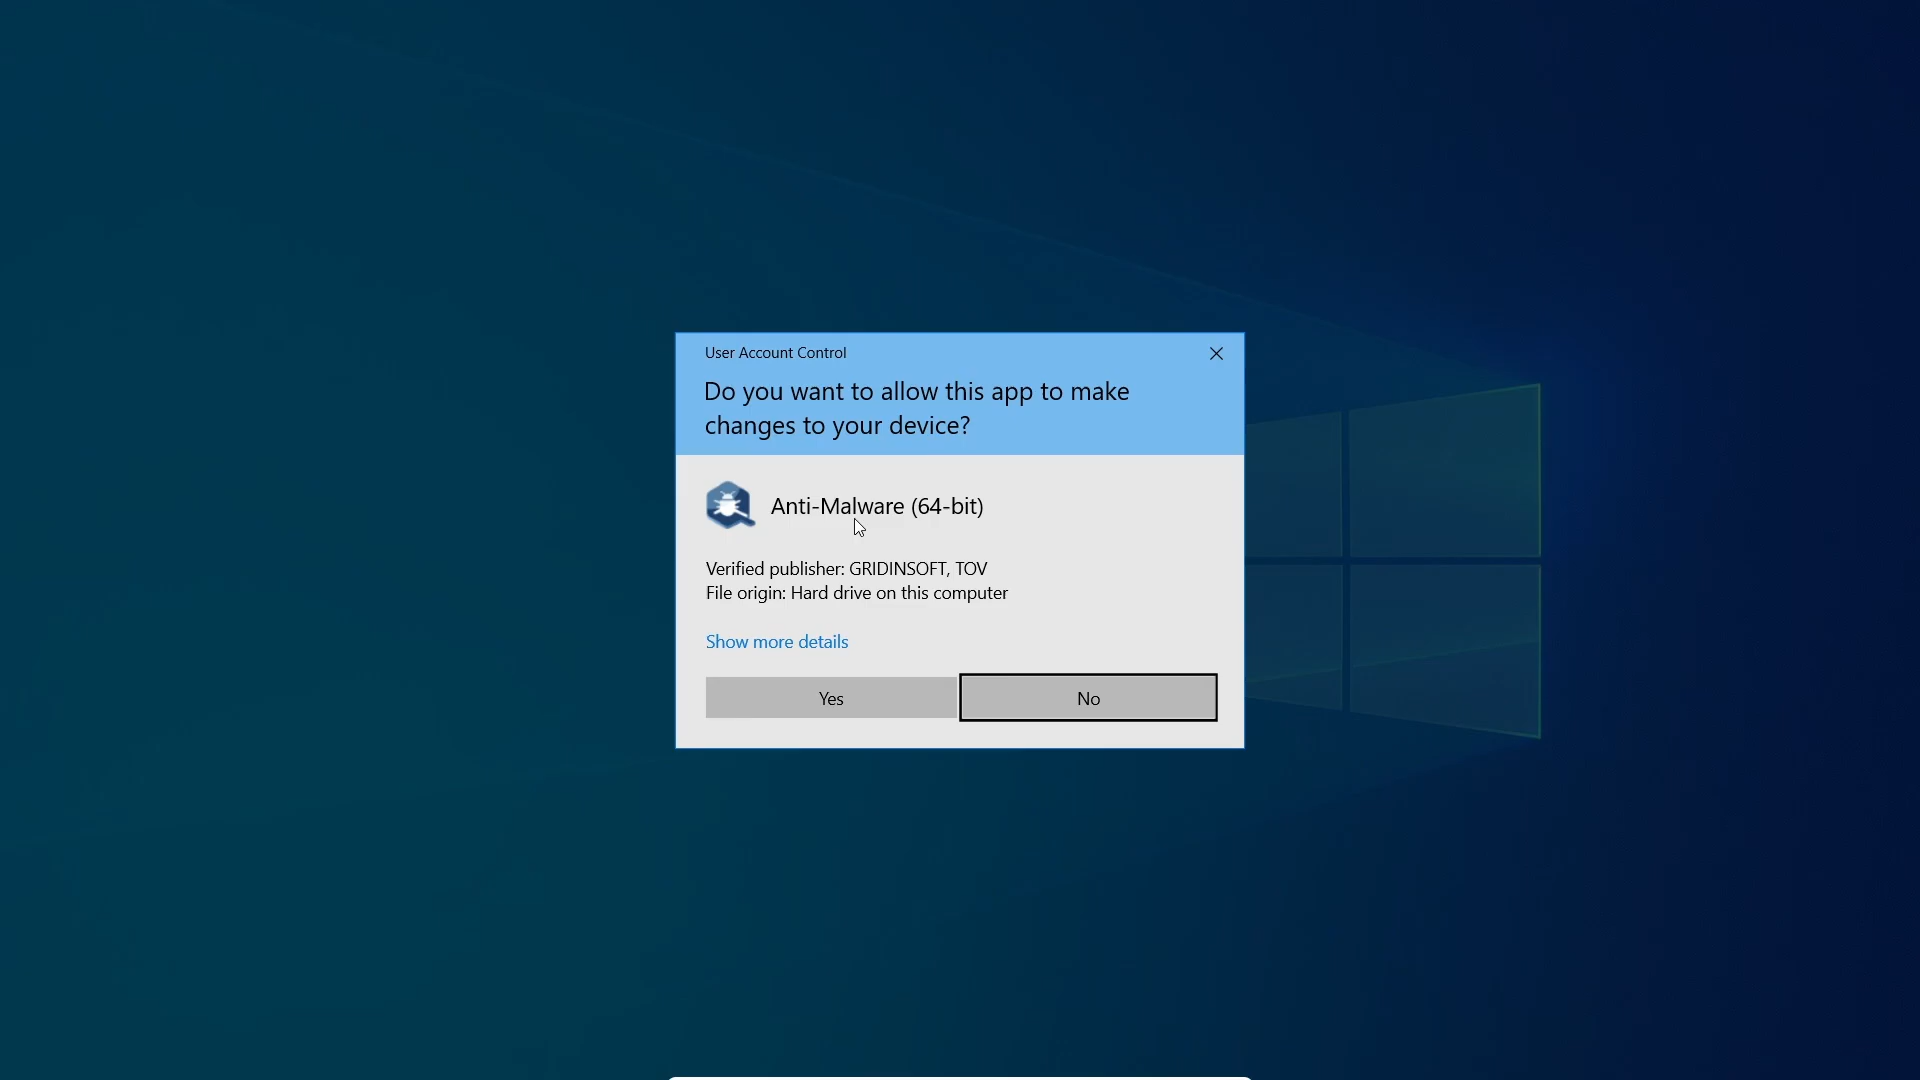 User Account Control
Do you want to allow this app to make
changes to your device?
Anti-Malware (64-bit)
Verified publisher: GRIDINSOFT, TOV
File origin: Hard drive on this computer
Show more details
Yes
No